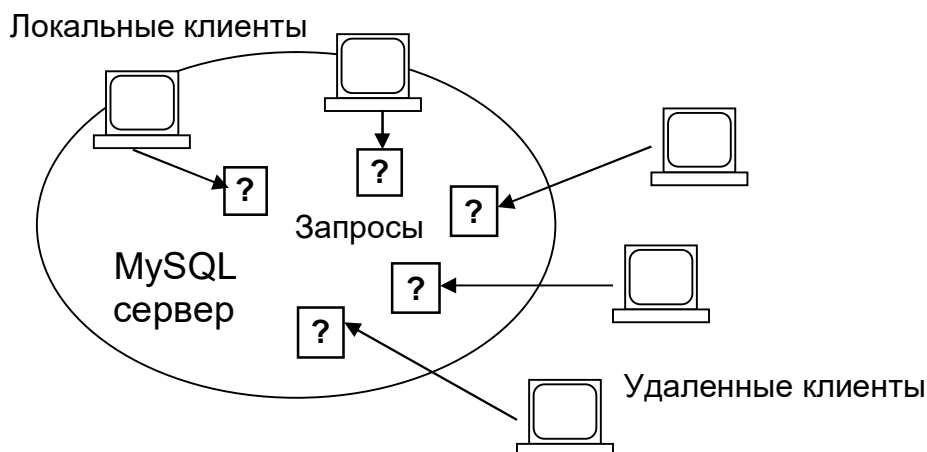 Локальные клиенты
?
?
?
Запросы
MySQL
сервер
?
?
Удаленные клиенты